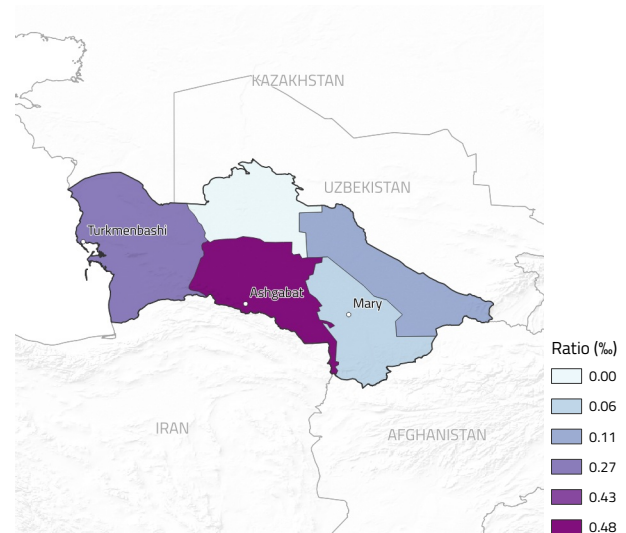 KAZAKHSTAN
UZBEKISTAN
Turkmenbashi
Ashgabat
Mary
IRAN
AFGHANISTAN
Ratio (‰)
0.00
0.06
0.11
0.27
0.43
0.48